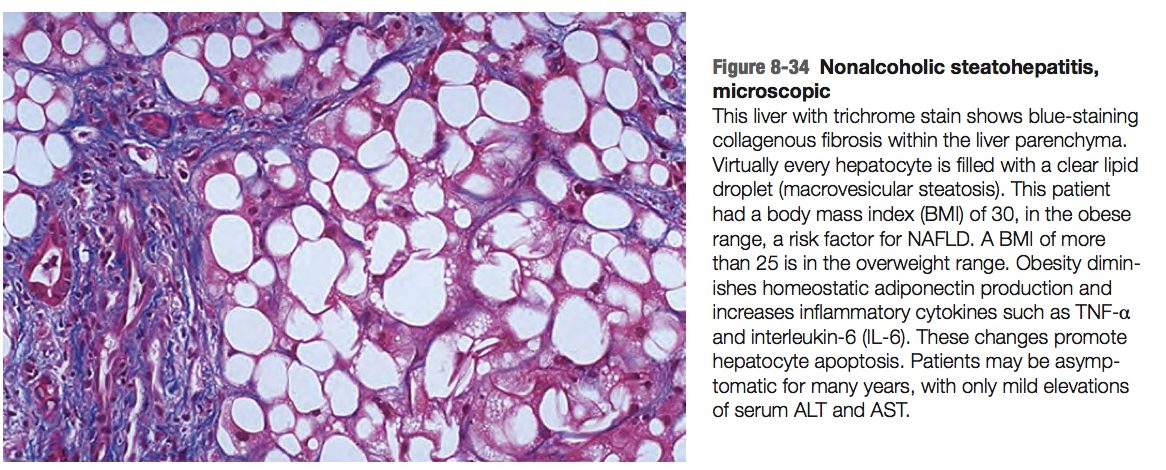 Figure 8-34 Nonalcoholic steatohepatitis,
microscopic
This liver with trichrome stain shows blue-staining
collagenous fibrosis within the liver parenchyma.
Virtually every hepatocyte is filled with a clear lipid
droplet (macrovesicular steatosis). This patient
had a body mass index (BMI) of 30, in the obese
range, a risk factor for NAFLD. A BMI of more
than 25 is in the overweight range. Obesity dimin-
ishes homeostatic adiponectin production and
increases inflammatory cytokines such as TNF-α
and interleukin-6 (IL-6). These changes promote
hepatocyte apoptosis. Patients may be asymp-
tomatic for many years, with only mild elevations
of serum ALT and AST.